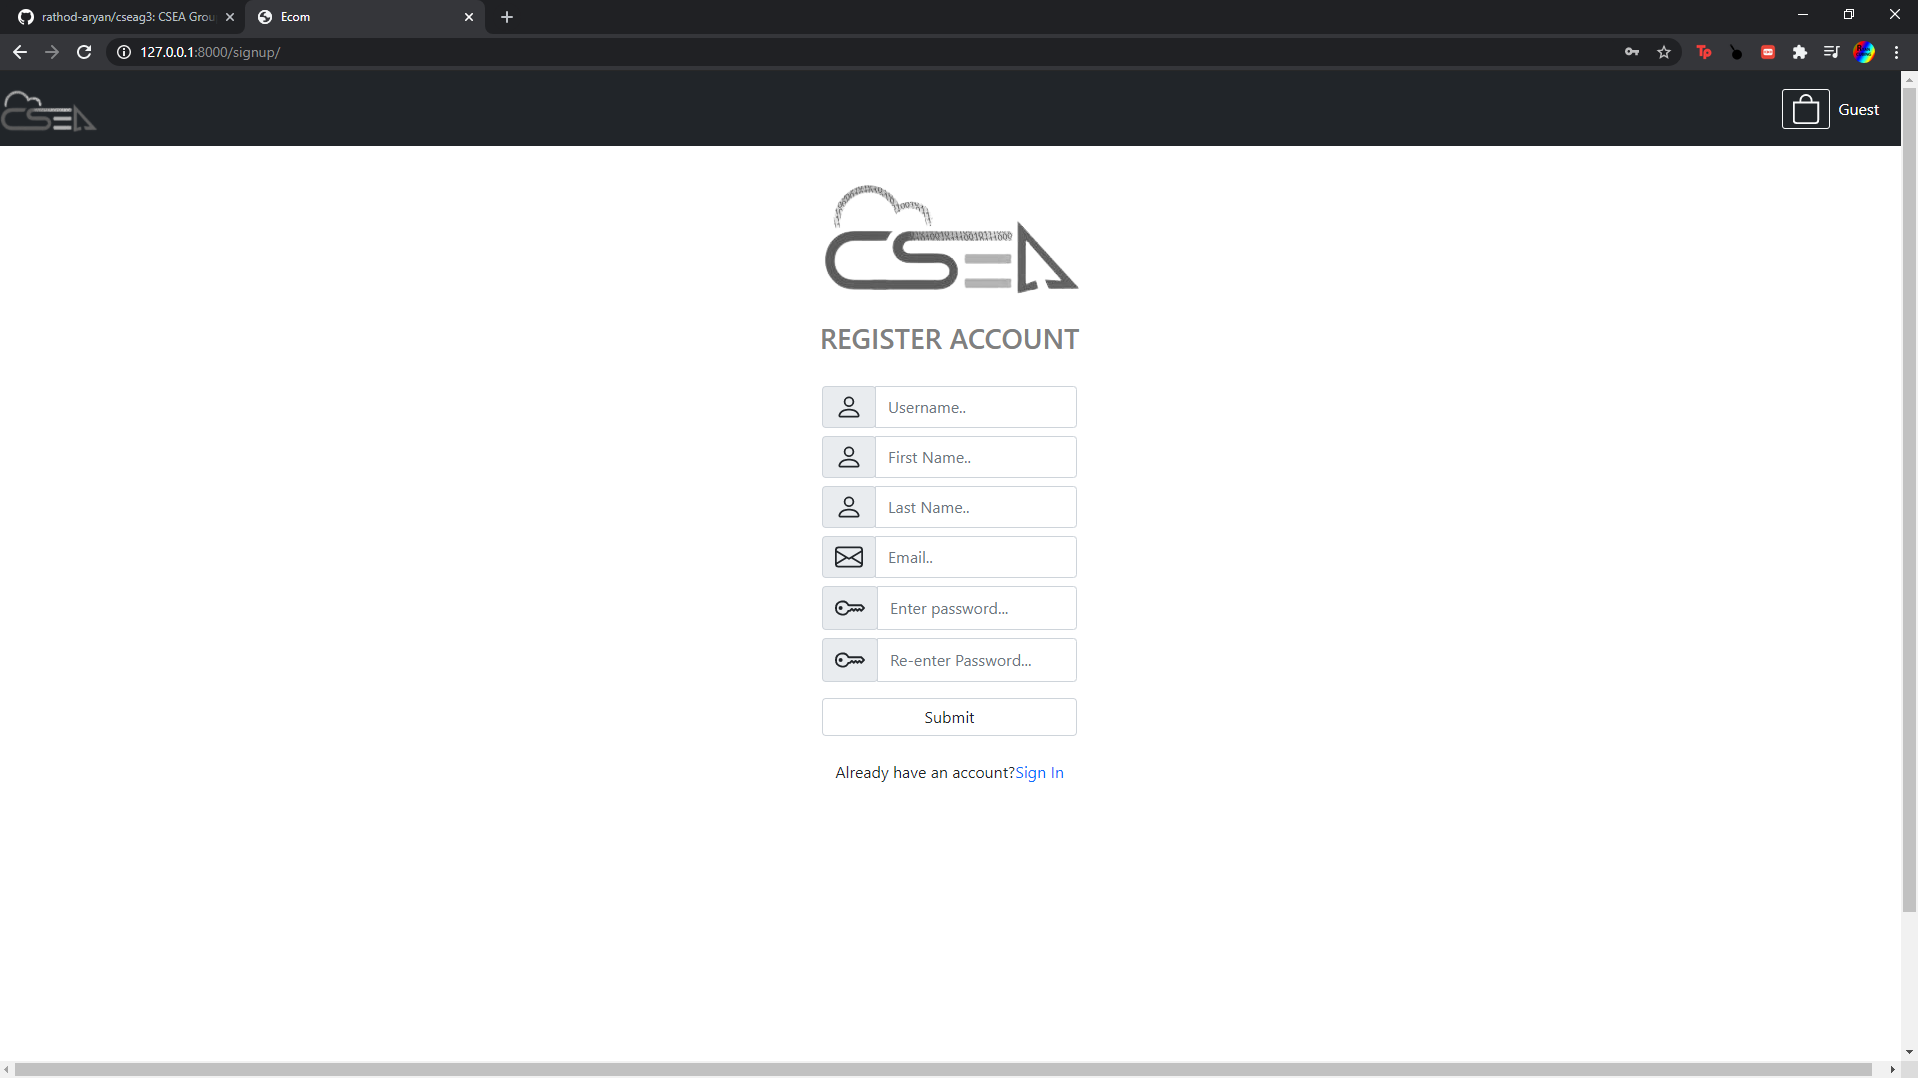 rathod-aryan/cseag3: CSEA Grou
Ecom
127.0.0.1:8000/signup/
Tp
CSEA
Guest
CSEA
REGISTER ACCOUNT
Username..
First Name..
Last Name..
Email..
Enter password...
Re-enter Password...
Submit
Already have an account?Sign In